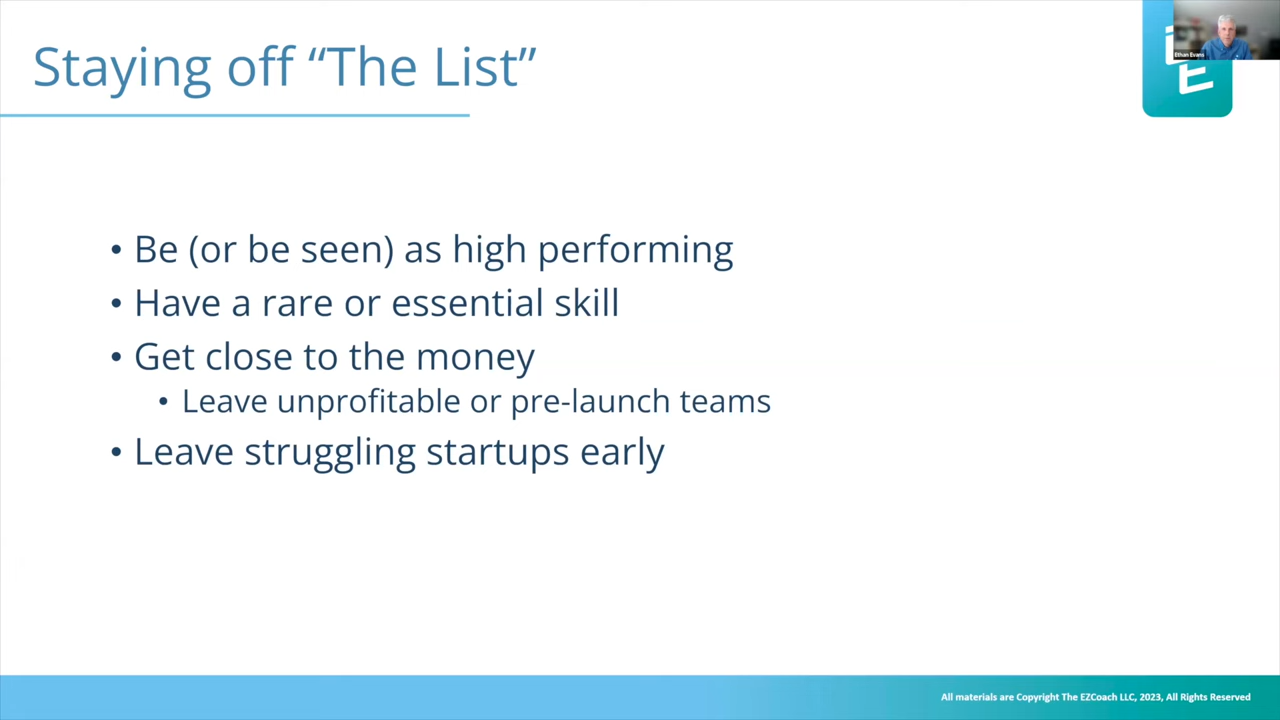 Staying off “The List”
Ethan Evans
E
• Be (or be seen) as high performing
• Have a rare or essential skill
• Get close to the money
• Leave unprofitable or pre-launch teams
• Leave struggling startups early
All materials are Copyright The EZCoach LLC, 2023, All Rights Reserved